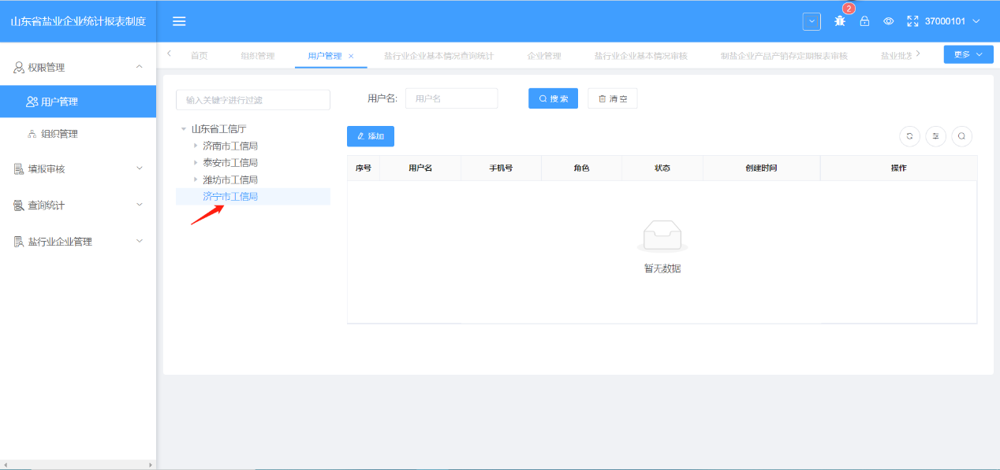 山东省盐业企业统计报表制度
2
37000101
首页 组织管理 用户管理 盐行业企业基本情况查询统计 企业管理 盐行业企业基本情况审核 制盐企业产品产销存定期报表审核 盐业批发 更多
权限管理
用户管理
组织管理
填报审核
查询统计
盐行业企业管理
输入关键字进行过滤
山东省工信厅
济南市工信局
泰安市工信局
潍坊市工信局
济宁市工信局
用户名: 用户名 搜索 清空
添加
序号 用户名 手机号 角色 状态 创建时间 操作
暂无数据